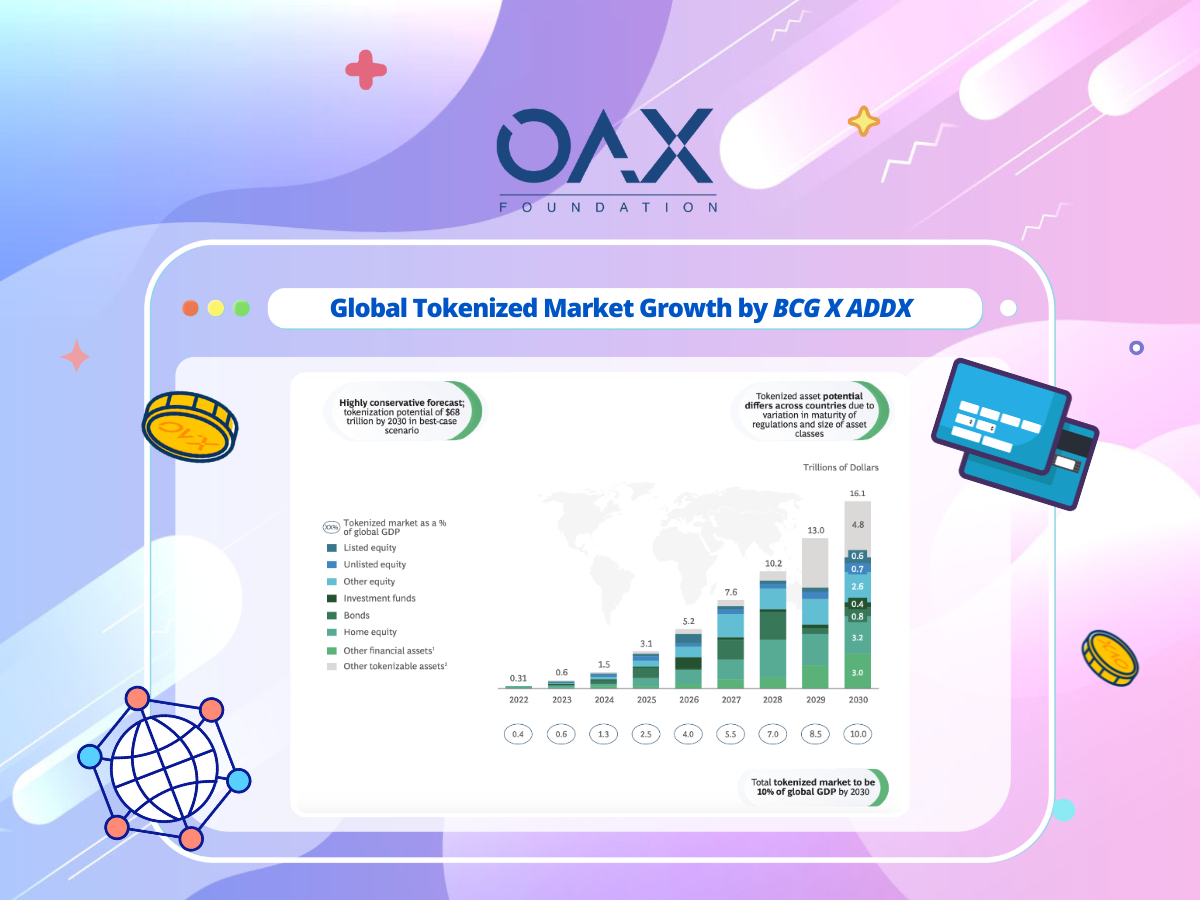 OAX
FOUNDATION
Global Tokenized Market Growth by BCG X ADDX
Highly conservative forecast;
tokenization potential of $68
trillion by 2030 in best-case
scenario
Tokenized asset potential
differs across countries due to
variation in maturity of
regulations and size of asset
classes
Trillions of Dollars
XX%
Tokenized market as a %
of global GDP
Listed equity
Unlisted equity
Other equity
Investment funds
Bonds
Home equity
Other financial assets¹
Other tokenizable assets²
0.31
0.6
1.5
3.1
5.2
7.6
10.2
13.0
16.1
4.8
0.6
0.7
2.6
0.4
0.8
3.2
3.0
2022 2023 2024 2025 2026 2027 2028 2029 2030
0.4 0.6 1.3 2.5 4.0 5.5 7.0 8.5 10.0
Total tokenized market to be
10% of global GDP by 2030
OAX
OAX